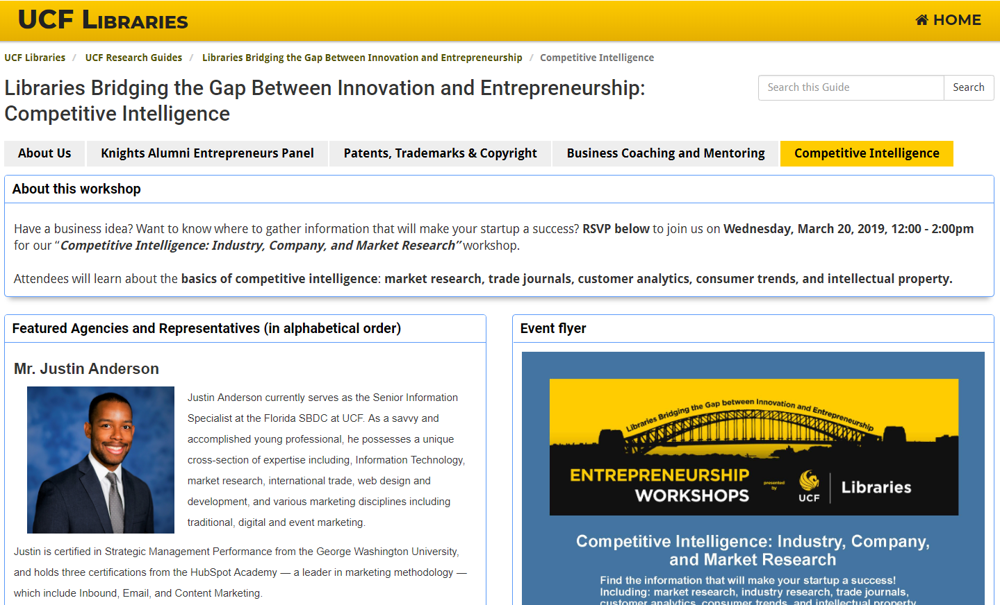 UCF Libraries
HOME
UCF Libraries / UCF Research Guides / Libraries Bridging the Gap Between Innovation and Entrepreneurship / Competitive Intelligence
Libraries Bridging the Gap Between Innovation and Entrepreneurship:
Competitive Intelligence
Search this Guide
Search
About Us
Knights Alumni Entrepreneurs Panel
Patents, Trademarks & Copyright
Business Coaching and Mentoring
Competitive Intelligence
About this workshop
Have a business idea? Want to know where to gather information that will make your startup a success? RSVP below to join us on Wednesday, March 20, 2019, 12:00 - 2:00pm
for our “Competitive Intelligence: Industry, Company, and Market Research” workshop.
Attendees will learn about the basics of competitive intelligence: market research, trade journals, customer analytics, consumer trends, and intellectual property.
Featured Agencies and Representatives (in alphabetical order)
Mr. Justin Anderson
Justin Anderson currently serves as the Senior Information
Specialist at the Florida SBDC at UCF. As a savvy and
accomplished young professional, he possesses a unique
cross-section of expertise including, Information Technology,
market research, international trade, web design and
development, and various marketing disciplines including
traditional, digital and event marketing.
Justin is certified in Strategic Management Performance from the George Washington University,
and holds three certifications from the HubSpot Academy — a leader in marketing methodology —
which include Inbound, Email, and Content Marketing.
Event flyer
Libraries Bridging the Gap between Innovation and Entrepreneurship
ENTREPRENEURSHIP
WORKSHOPS
presented
by
UCF
Libraries
Competitive Intelligence: Industry, Company,
and Market Research
Find the information that will make your startup a success!
Including: market research, industry research, trade journals,
customer analytics, consumer trends, and intellectual property